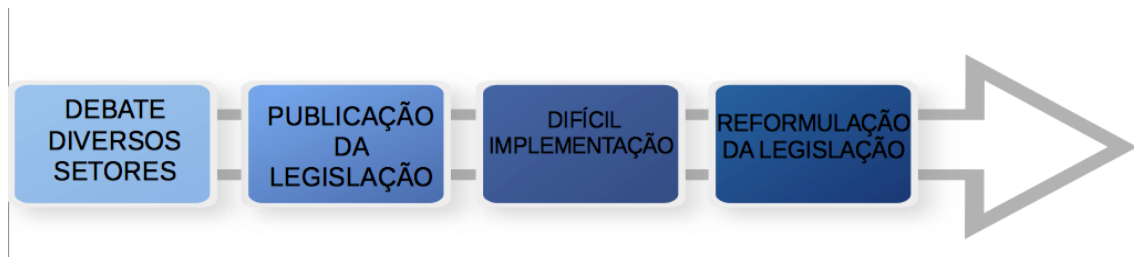 DEBATE
DIVERSOS
SETORES
PUBLICAÇÃO
DA
LEGISLAÇÃO
DIFÍCIL
IMPLEMENTAÇÃO
REFORMULAÇÃO
DA LEGISLAÇÃO